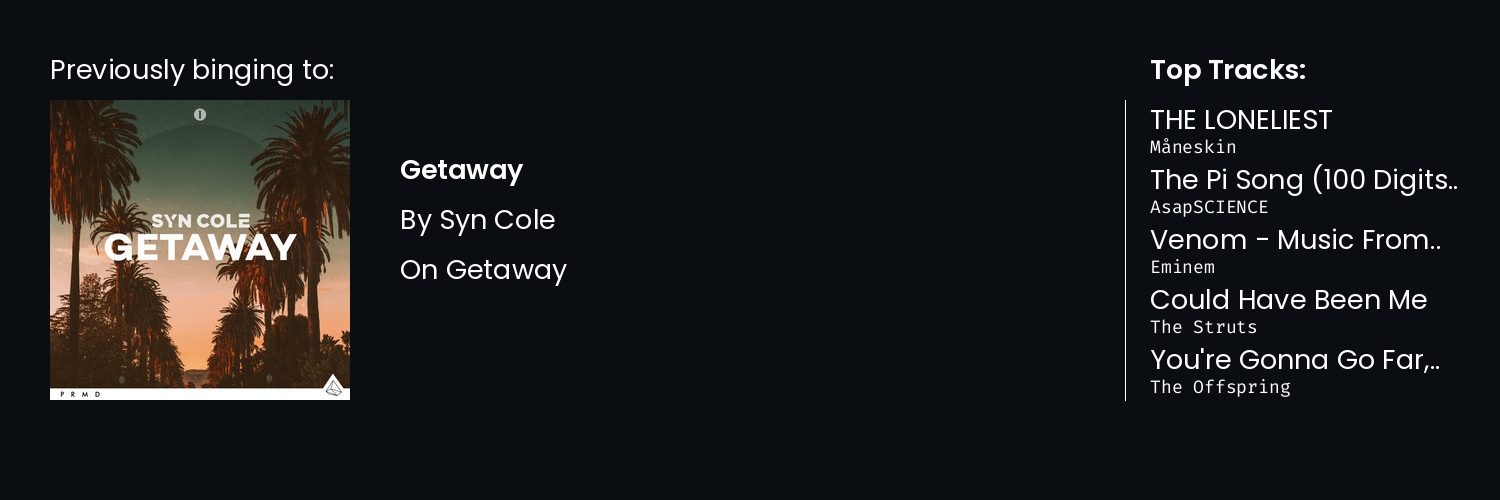 Previously binging to:
SYN COLE
GETAWAY
PRMD
Getaway
By Syn Cole
On Getaway
Top Tracks:
THE LONELIEST
Måneskin
The Pi Song (100 Digits..
AsapSCIENCE
Venom - Music From..
Eminem
Could Have Been Me
The Struts
You're Gonna Go Far,..
The Offspring